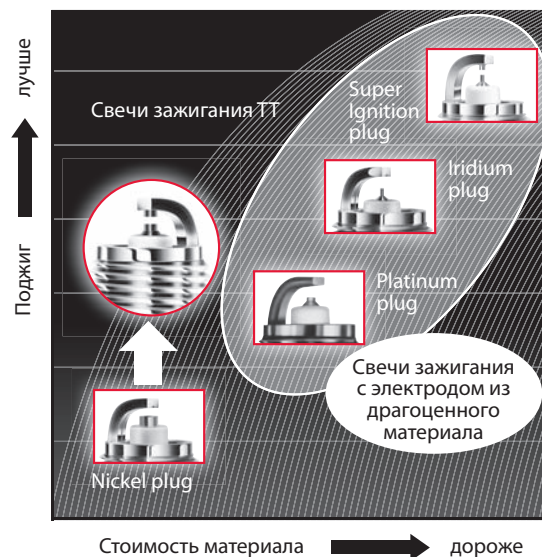 лучше
Поджиг
Свечи зажигания TT
Super
Ignition
plug
Iridium
plug
Platinum
plug
Свечи зажигания
с электродом из
драгоценного
материала
Nickel plug
Стоимость материала
дороже